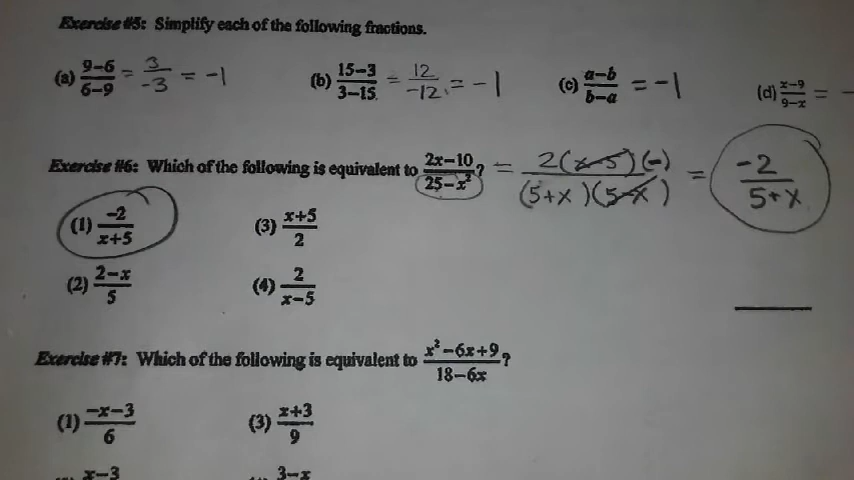 Exercise #5: Simplify each of the following fractions.
(a) 9−6/6−9 = 3/−3 = −1 (b) 15−3/3−15 = 12/−12 = −1 (c) a−b/b−a = −1 (d) x−9/9−x = −
Exercise #6: Which of the following is equivalent to 2x−10/25−x²? = 2(x−5)(−)/(5+x)(5−x) = −2/5+x
(1) −2/x+5 (3) x+5/2
(2) 2−x/5 (4) 2/x−5
Exercise #7: Which of the following is equivalent to x²−6x+9/18−6x?
(1) −x−3/6 (3) x+3/9
x−3 3−x